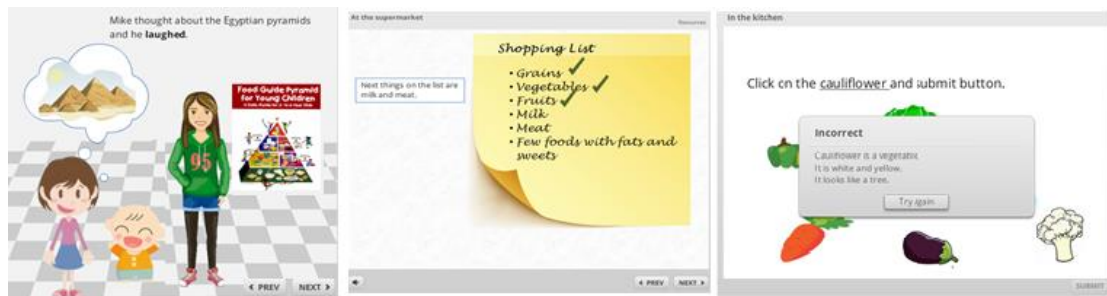 Mike thought about the Egyptian pyramids
and he laughed.
Food Guide Pyramid
for Young Children
95
PREV
NEXT
At the supermarket
Resources
Next things on the list are
milk and meat.
Shopping List
• Grains
• Vegetables
• Fruits
• Milk
• Meat
• Few foods with fats and
sweets
PREV
NEXT
In the kitchen
Click on the cauliflower and submit button.
Incorrect
Cauliflower is a vegetable.
It is white and yellow.
It looks like a tree.
Try again
SUBMIT